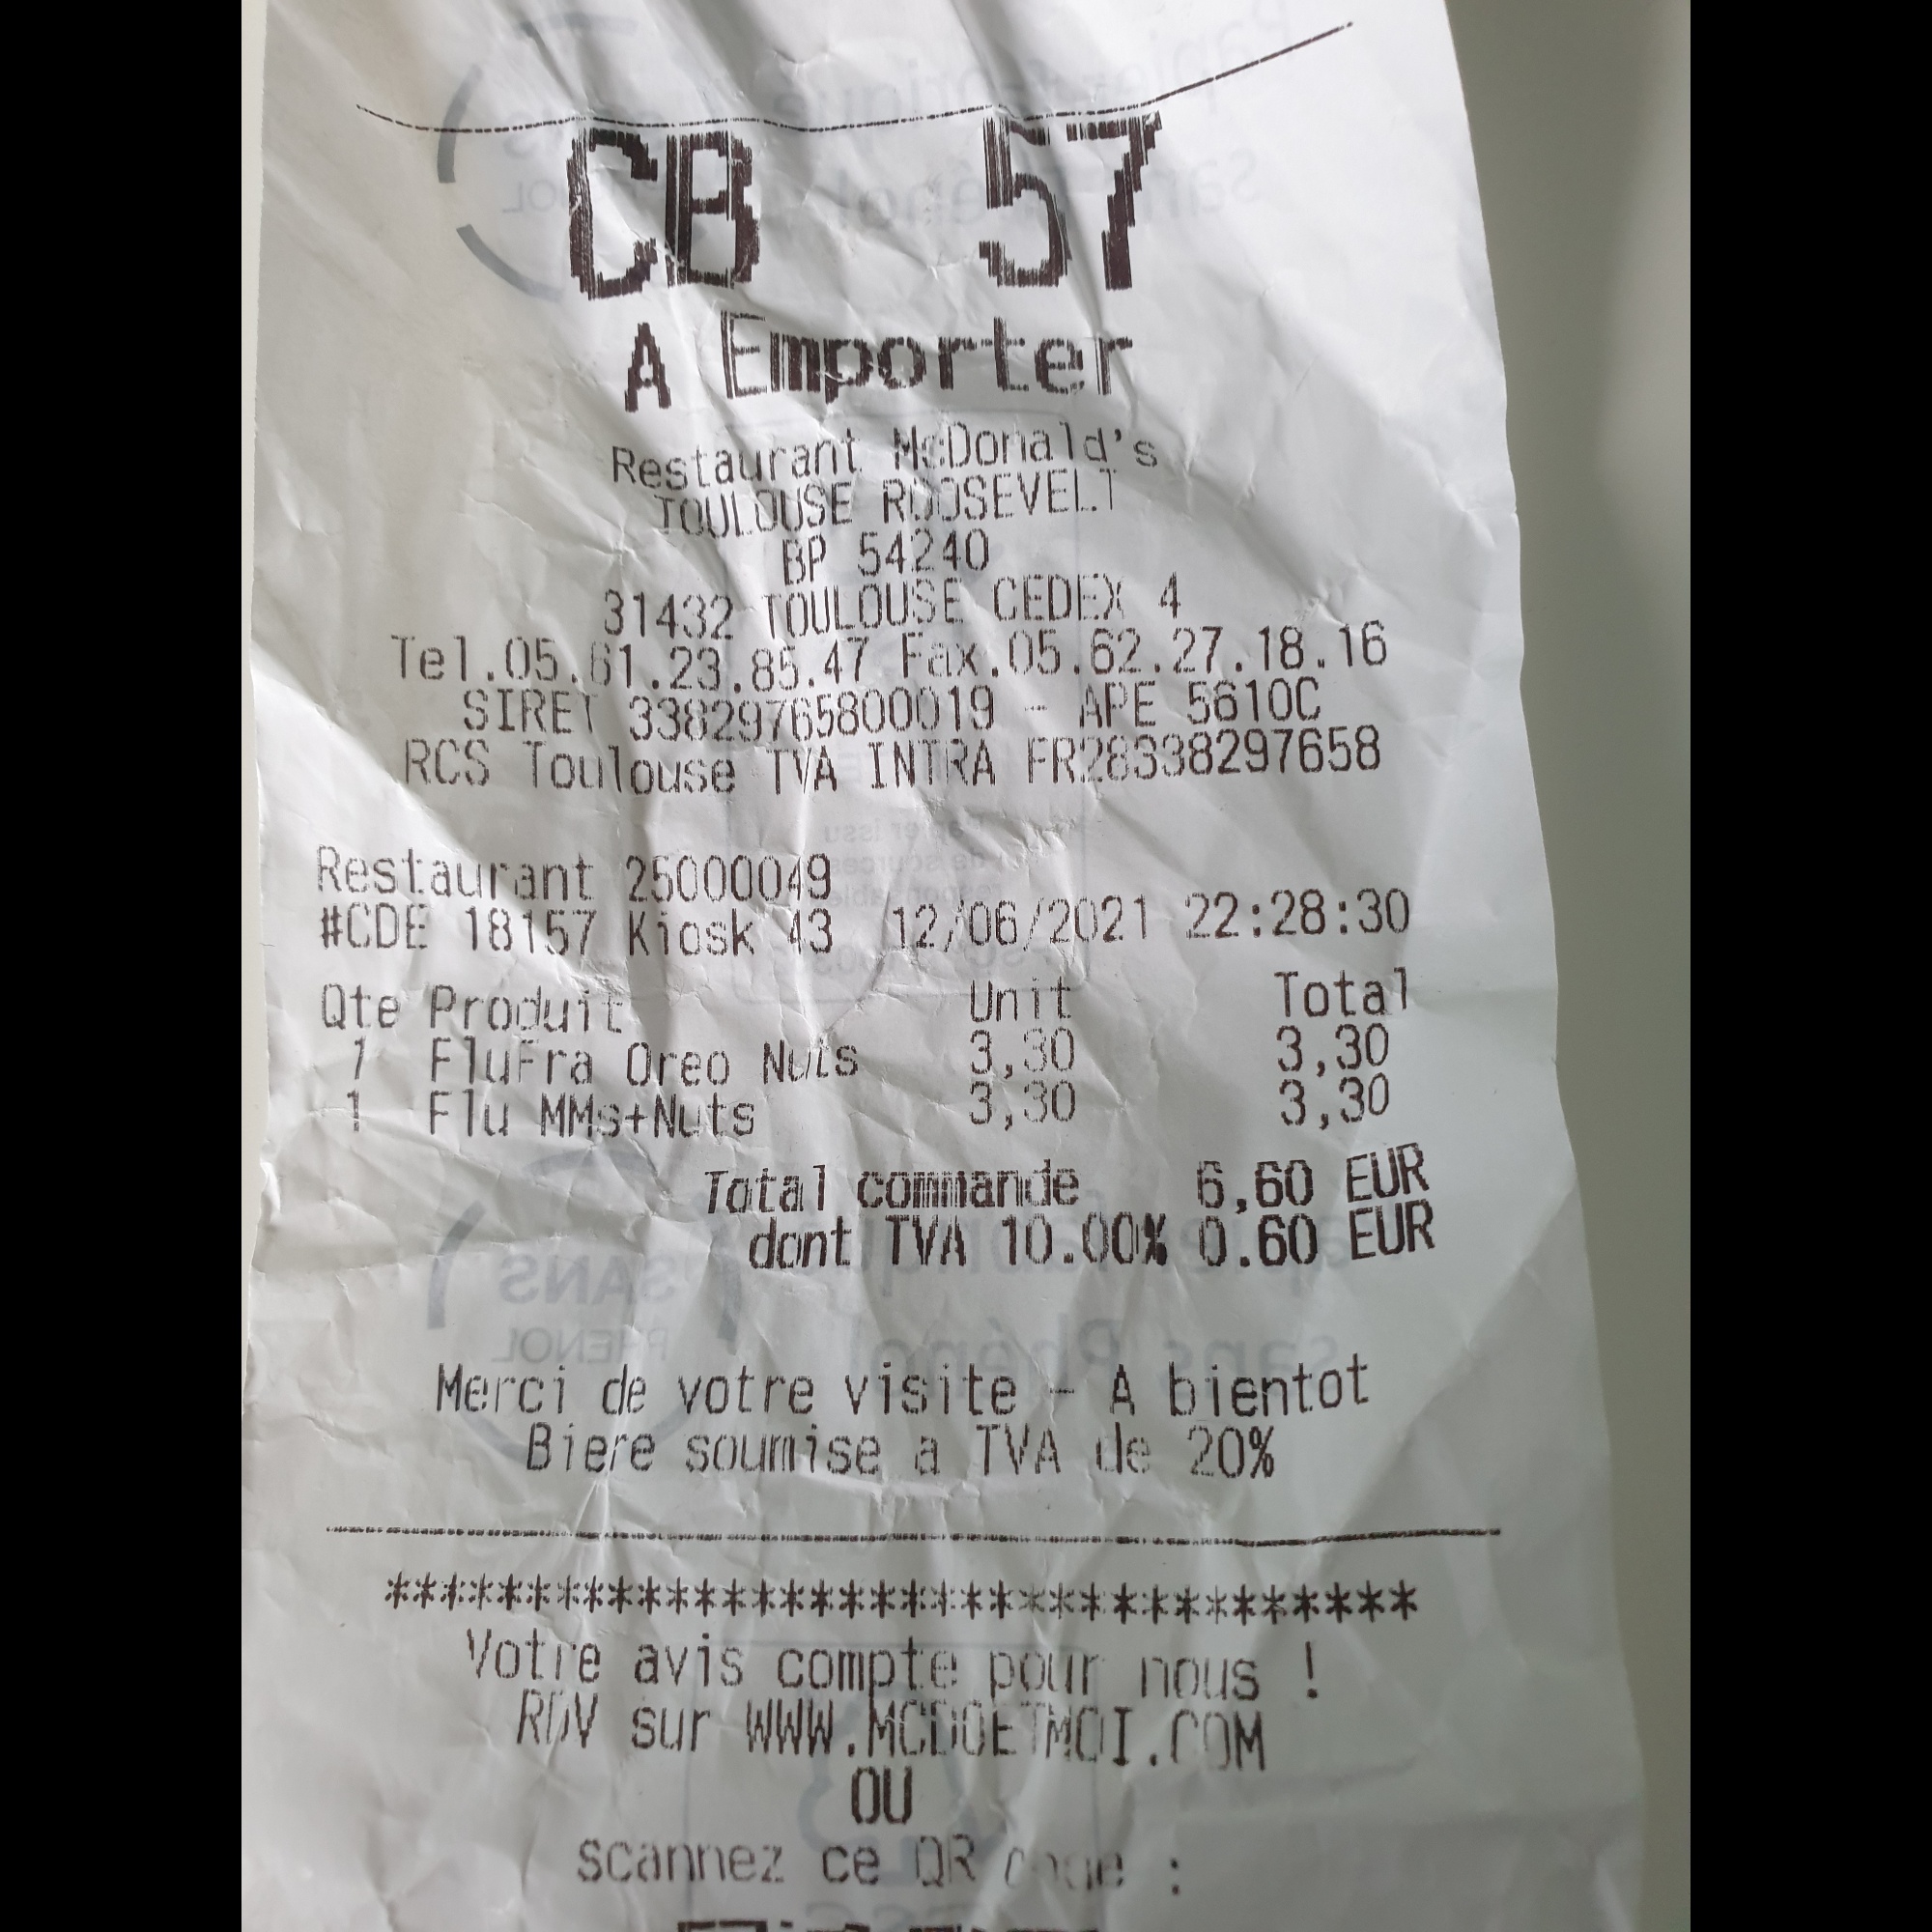 CB 57
A Emporter
Restaurant McDonald's
TOULOUSE ROOSEVELT
BP 54240
31432 TOULOUSE CEDEX 4
Tel.05.61.23.85.47 Fax.05.62.27.18.16
SIRET 33829765800019 - APE 5610C
RCS Toulouse TVA INTRA FR28338297658
Restaurant 25000049
#CDE 18157 Kiosk 43 12/06/2021 22:28:30
Qte Produit Unit Total
1 FluFra Oreo Nuts 3,30 3,30
1 Flu MMs+Nuts 3,30 3,30
Total commande 6,60 EUR
dont TVA 10.00% 0.60 EUR
Merci de votre visite - A bientot
Biere soumise a TVA de 20%
************************************
Votre avis compte pour nous !
RDV sur WWW.MCDOETMOI.COM
OU
scannez ce QR code :